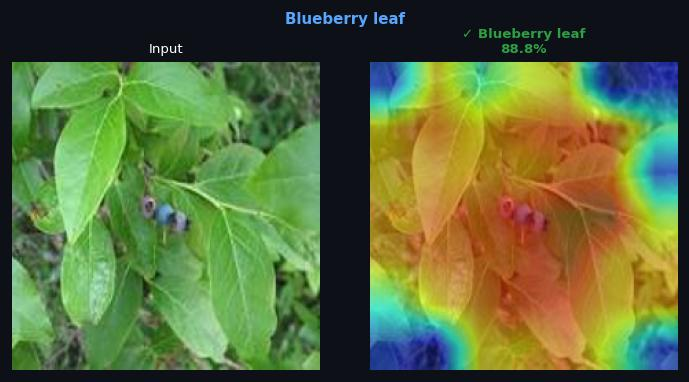 Blueberry leaf
Input
✓ Blueberry leaf
88.8%